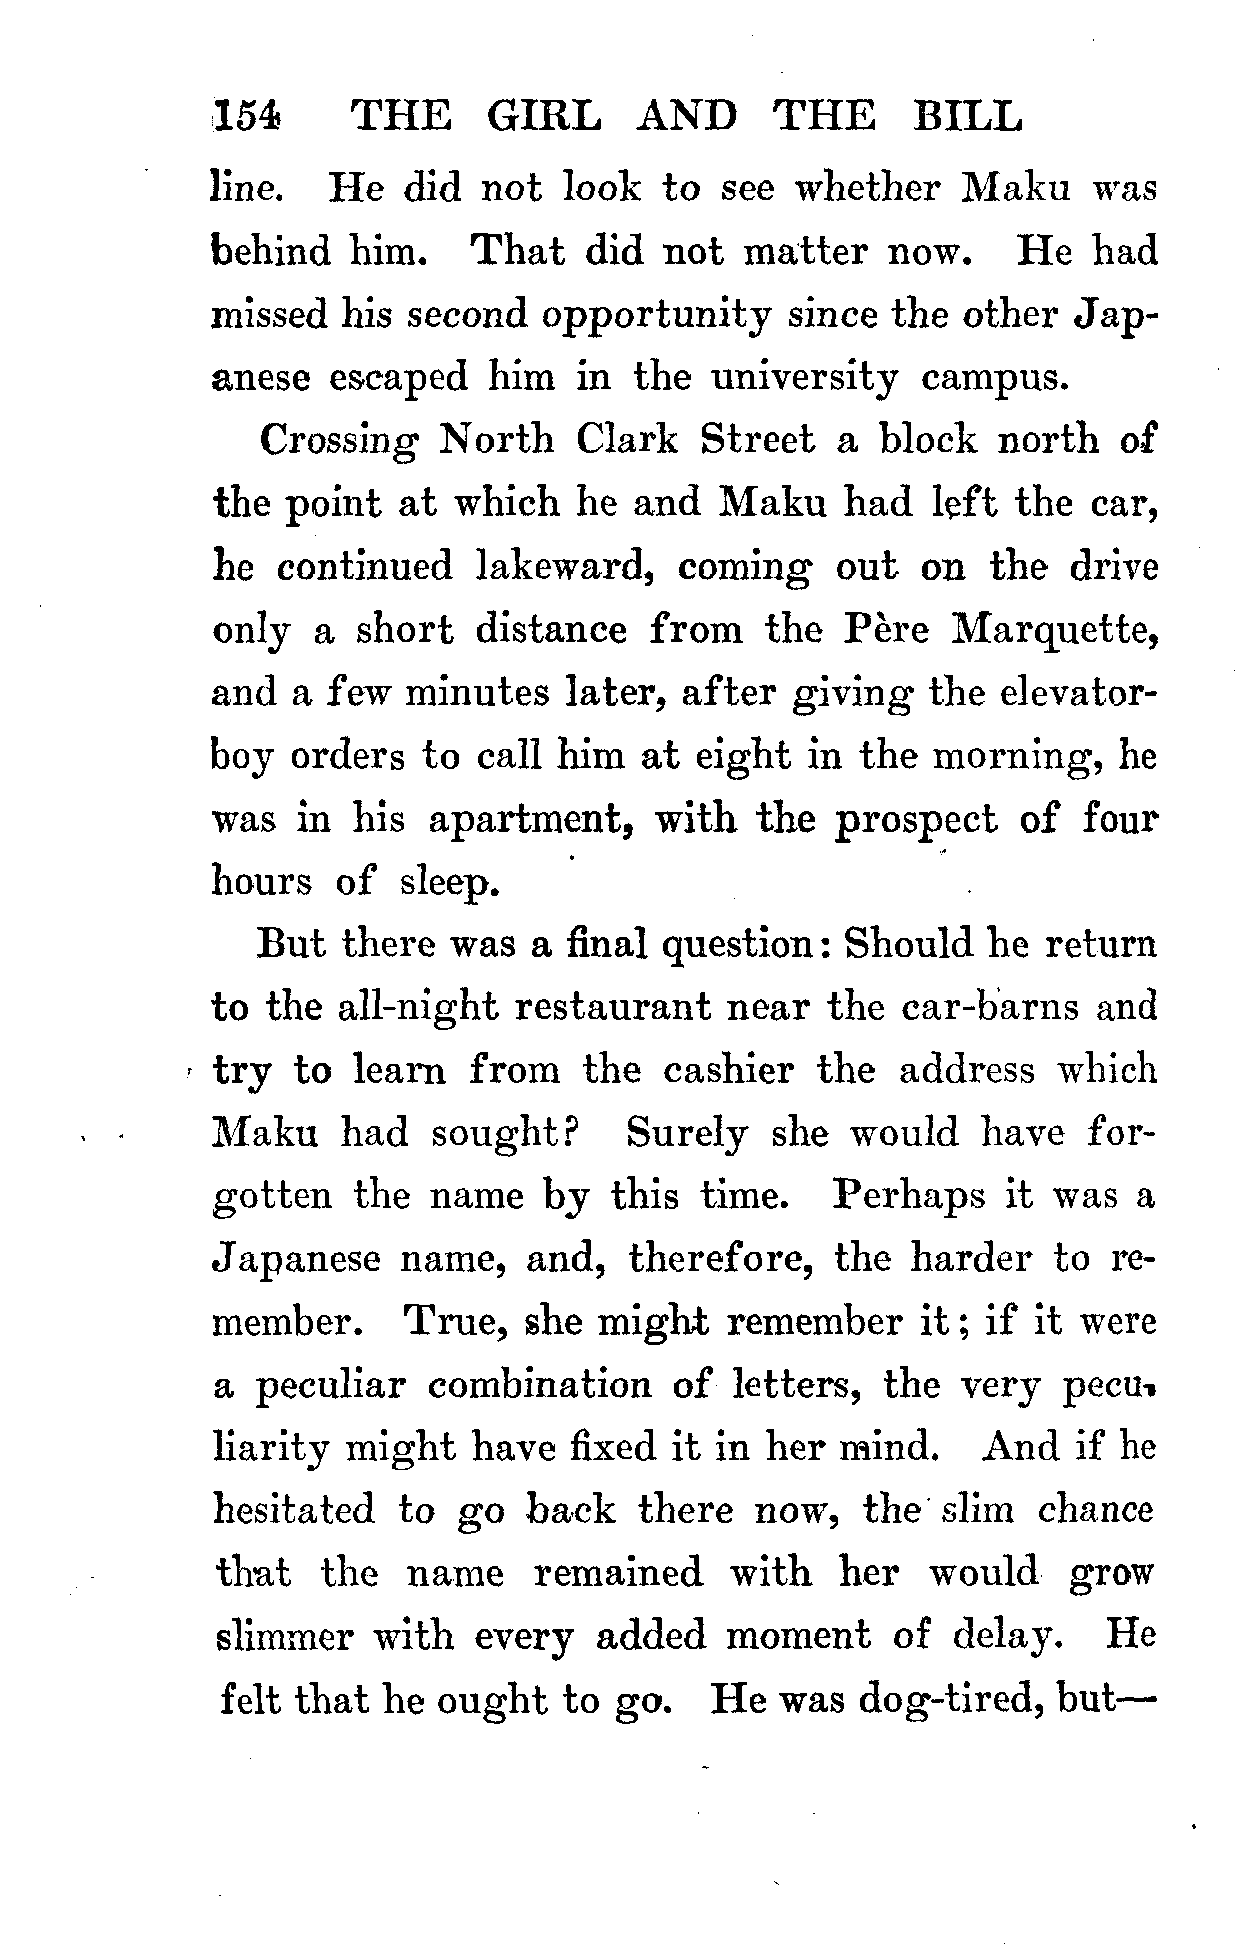 154 THE GIRL AND THE BILL
line. He did not look to see whether Maku was
behind him. That did not matter now. He had
missed his second opportunity since the other Jap-
anese escaped him in the university campus.
Crossing North Clark Street a block north of
the point at which he and Maku had left the car,
he continued lakeward, coming out on the drive
only a short distance from the Père Marquette,
and a few minutes later, after giving the elevator-
boy orders to call him at eight in the morning, he
was in his apartment, with the prospect of four
hours of sleep.
But there was a final question: Should he return
to the all-night restaurant near the car-barns and
try to learn from the cashier the address which
Maku had sought? Surely she would have for-
gotten the name by this time. Perhaps it was a
Japanese name, and, therefore, the harder to re-
member. True, she might remember it; if it were
a peculiar combination of letters, the very pecu-
liarity might have fixed it in her mind. And if he
hesitated to go back there now, the slim chance
that the name remained with her would grow
slimmer with every added moment of delay. He
felt that he ought to go. He was dog-tired, but—